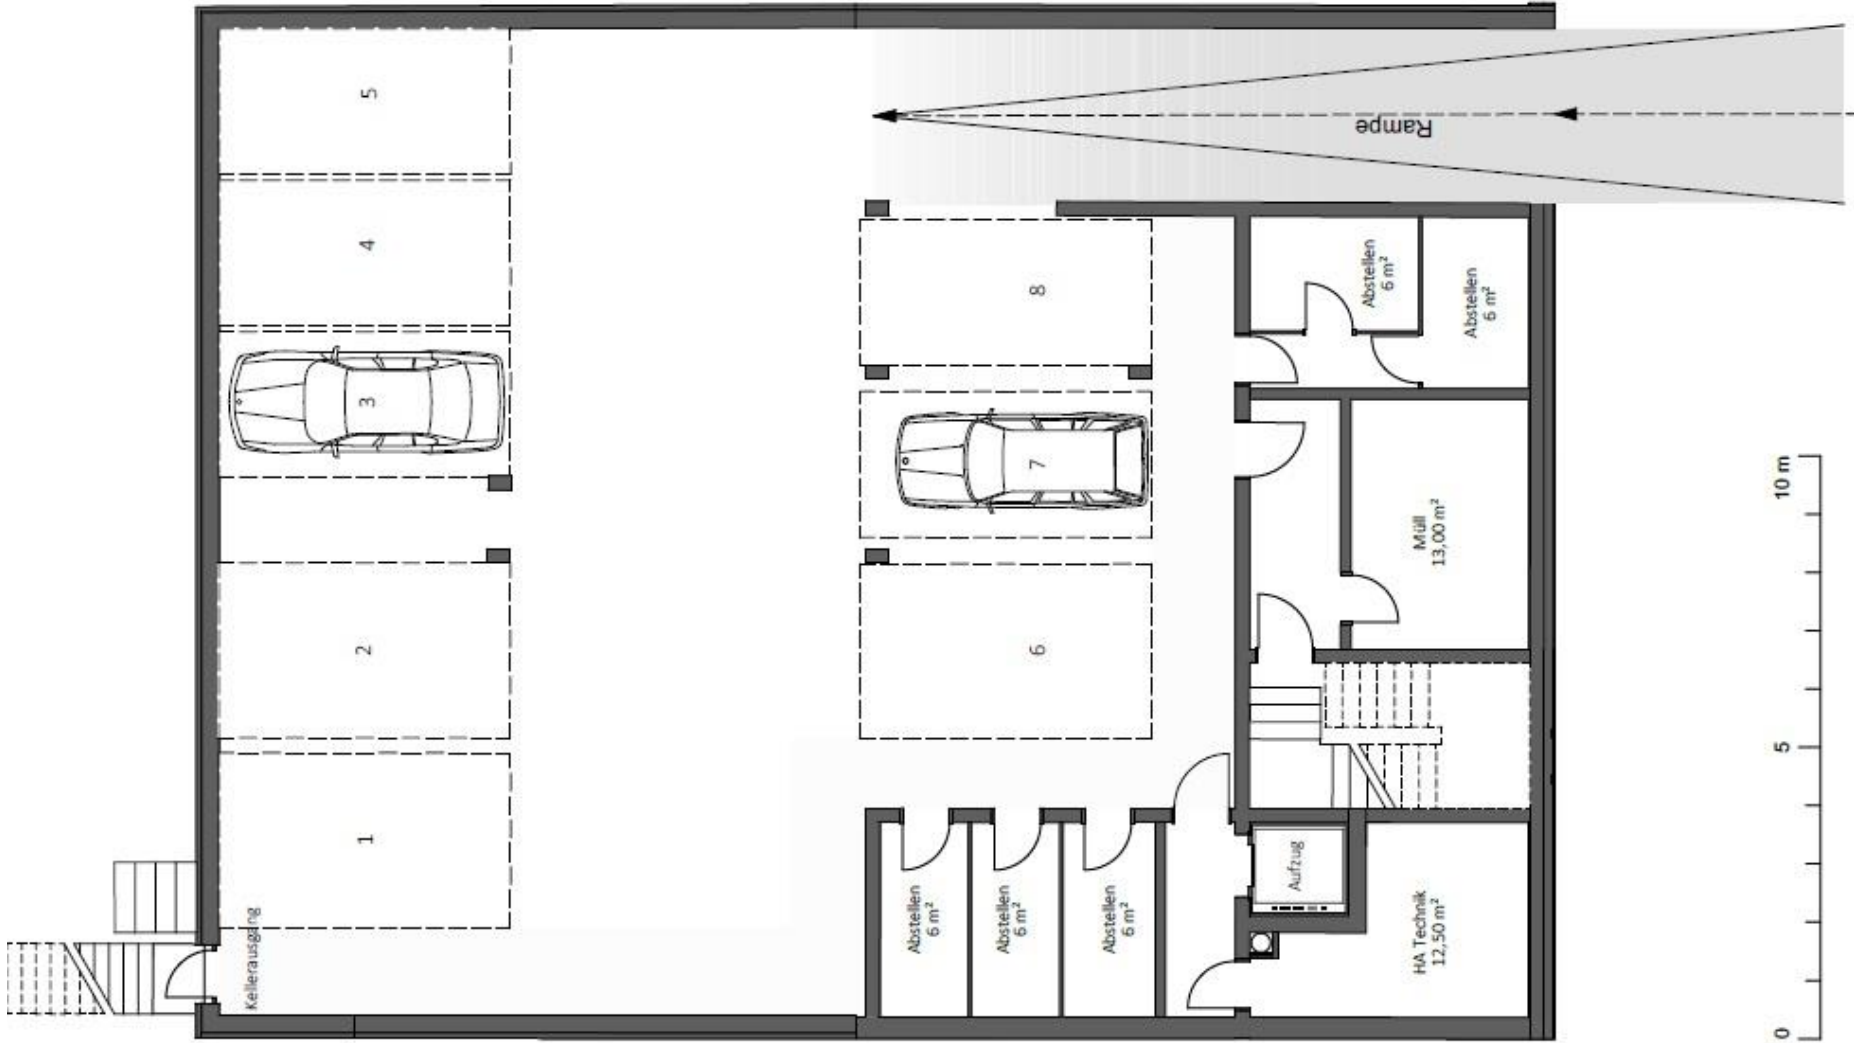 5
4
3
2
1
Kellerausgang
8
7
6
Rampe
Abstellen
6 m²
Abstellen
6 m²
Müll
13,00 m²
Abstellen
6 m²
Abstellen
6 m²
Abstellen
6 m²
Aufzug
HA Technik
12,50 m²
10 m
5
0